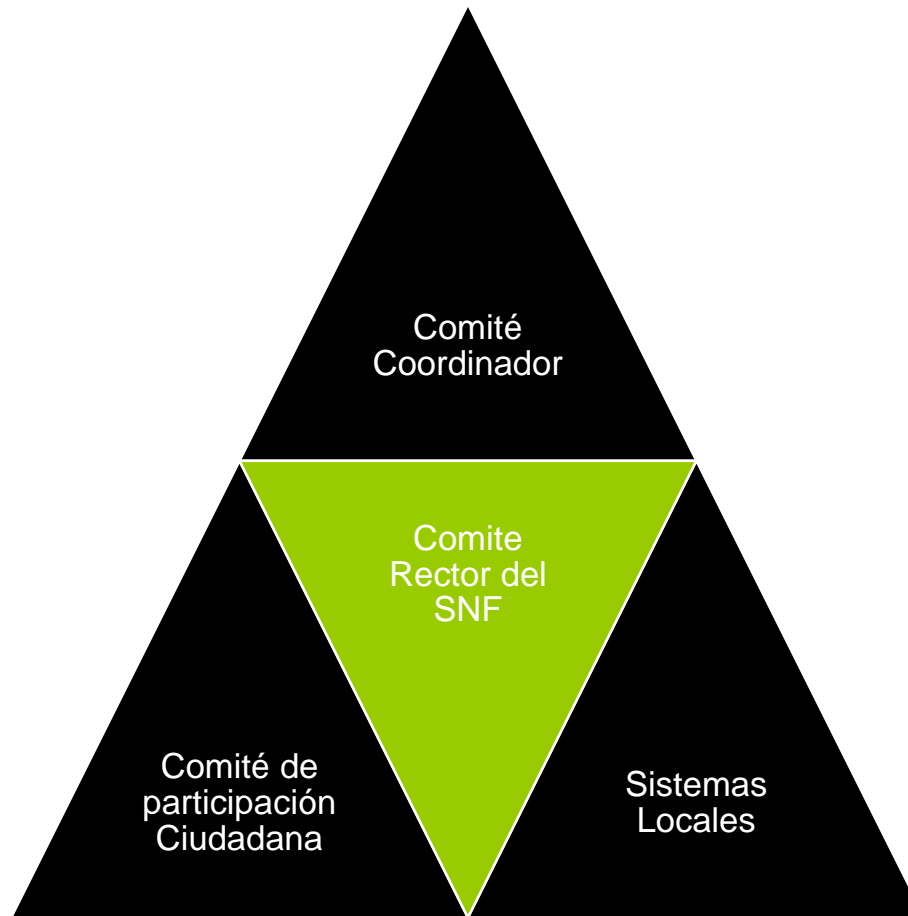 Comité
Coordinador
Comite
Rector del
SNF
Comité de
participación
Ciudadana
Sistemas
Locales